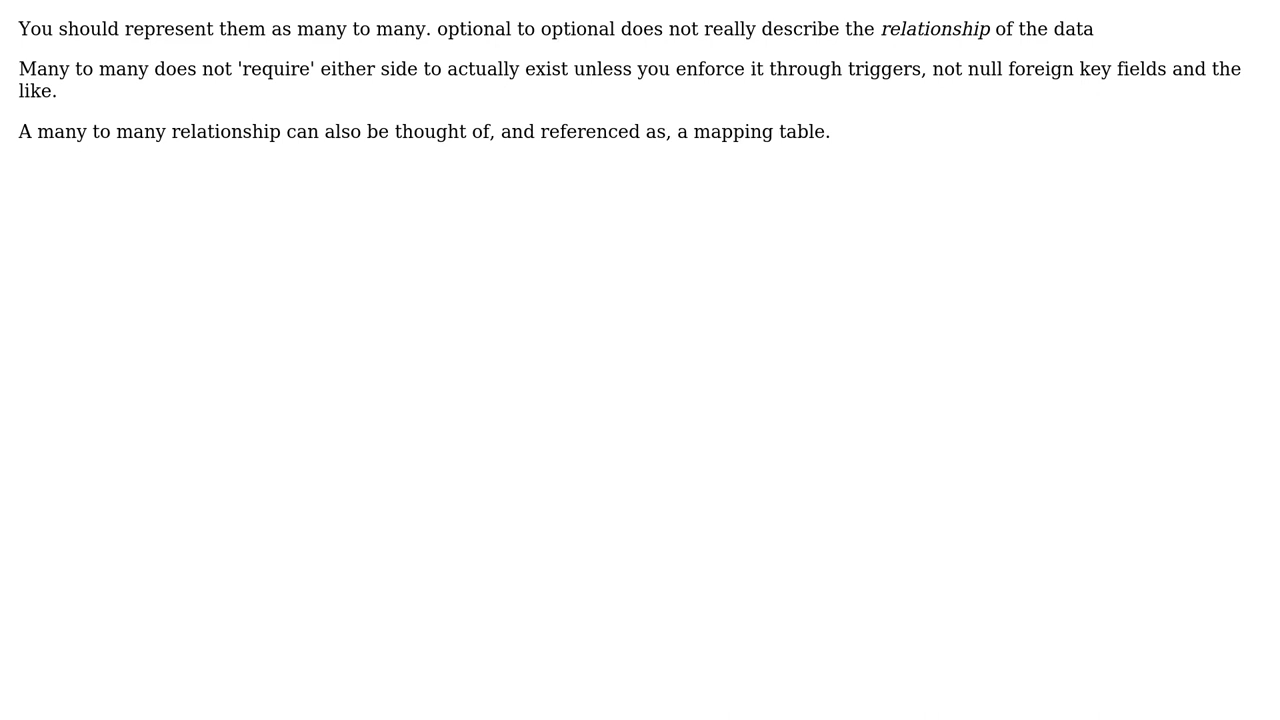 You should represent them as many to many. optional to optional does not really describe the relationship of the data
Many to many does not 'require' either side to actually exist unless you enforce it through triggers, not null foreign key fields and the
like.
A many to many relationship can also be thought of, and referenced as, a mapping table.